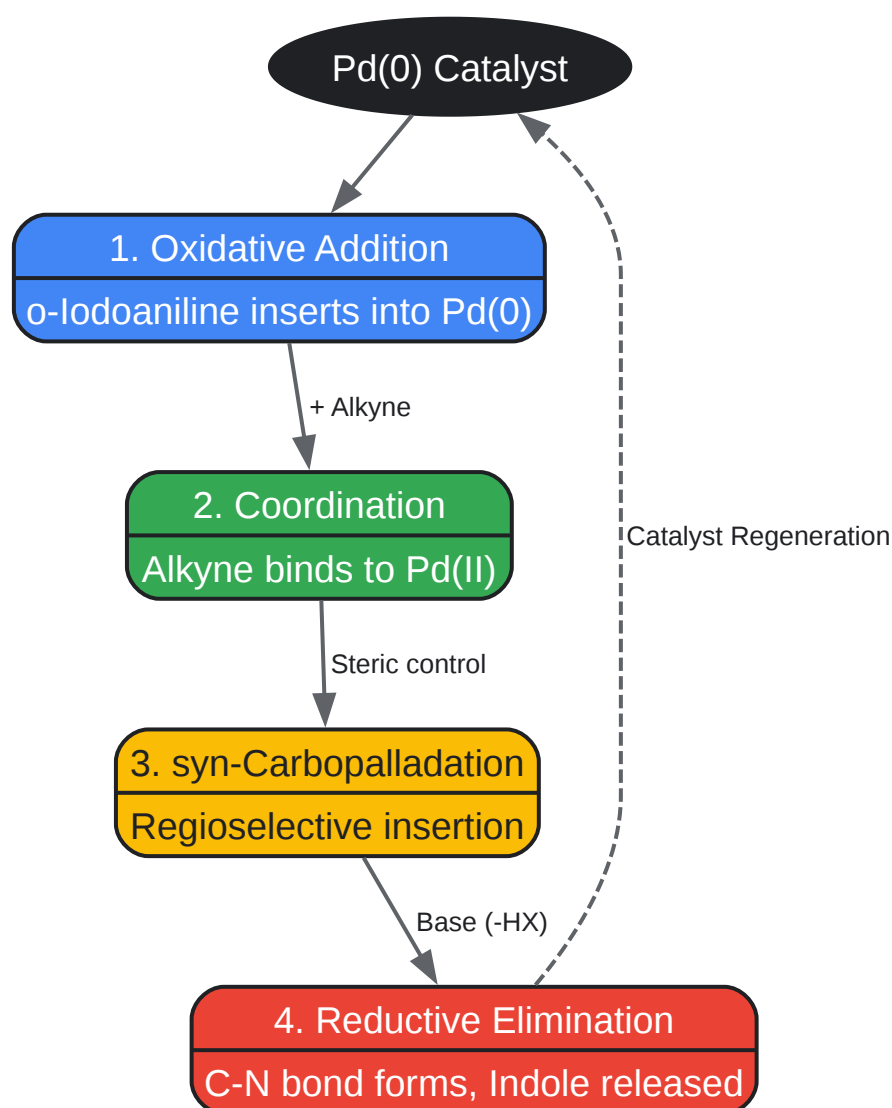 Pd(0) Catalyst
1. Oxidative Addition
o-Iodoaniline inserts into Pd(0)
+ Alkyne
2. Coordination
Alkyne binds to Pd(II)
Catalyst Regeneration
Steric control
3. syn-Carbopalladation
Regioselective insertion
Base (-HX)
4. Reductive Elimination
C-N bond forms, Indole released